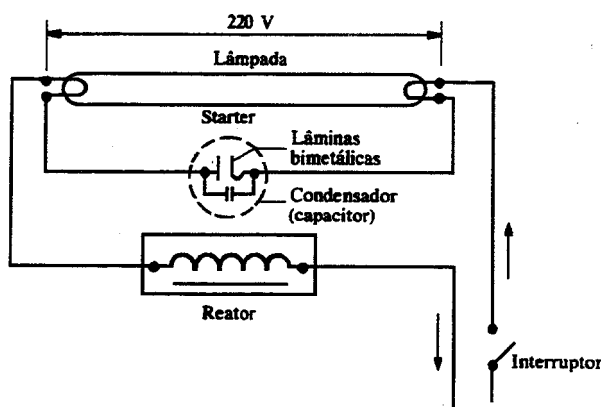 220 V
Lâmpada
Starter
Lâminas
bimetálicas
Condensador
(capacitor)
Reator
Interruptor